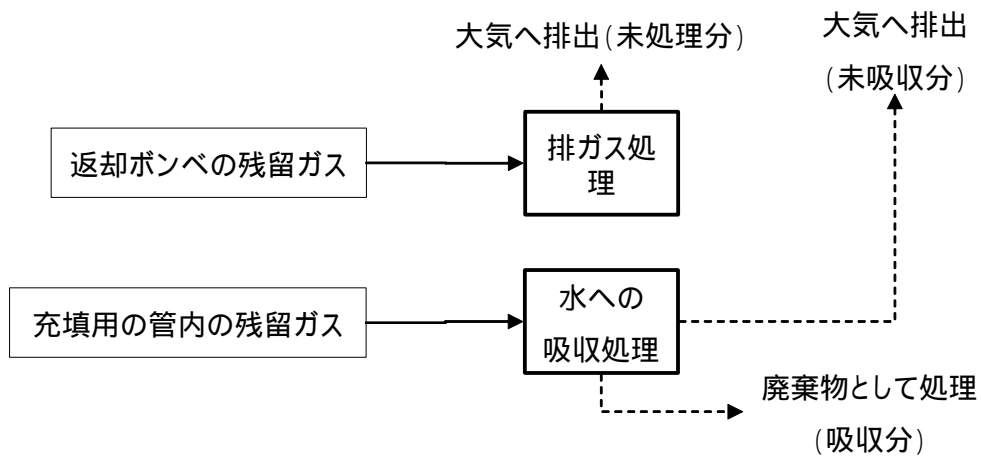 大気へ排出(未処理分)
大気へ排出
(未吸収分)
返却ボンベの残留ガス
排ガス処
理
充填用の管内の残留ガス
水への
吸収処理
廃棄物として処理
(吸収分)